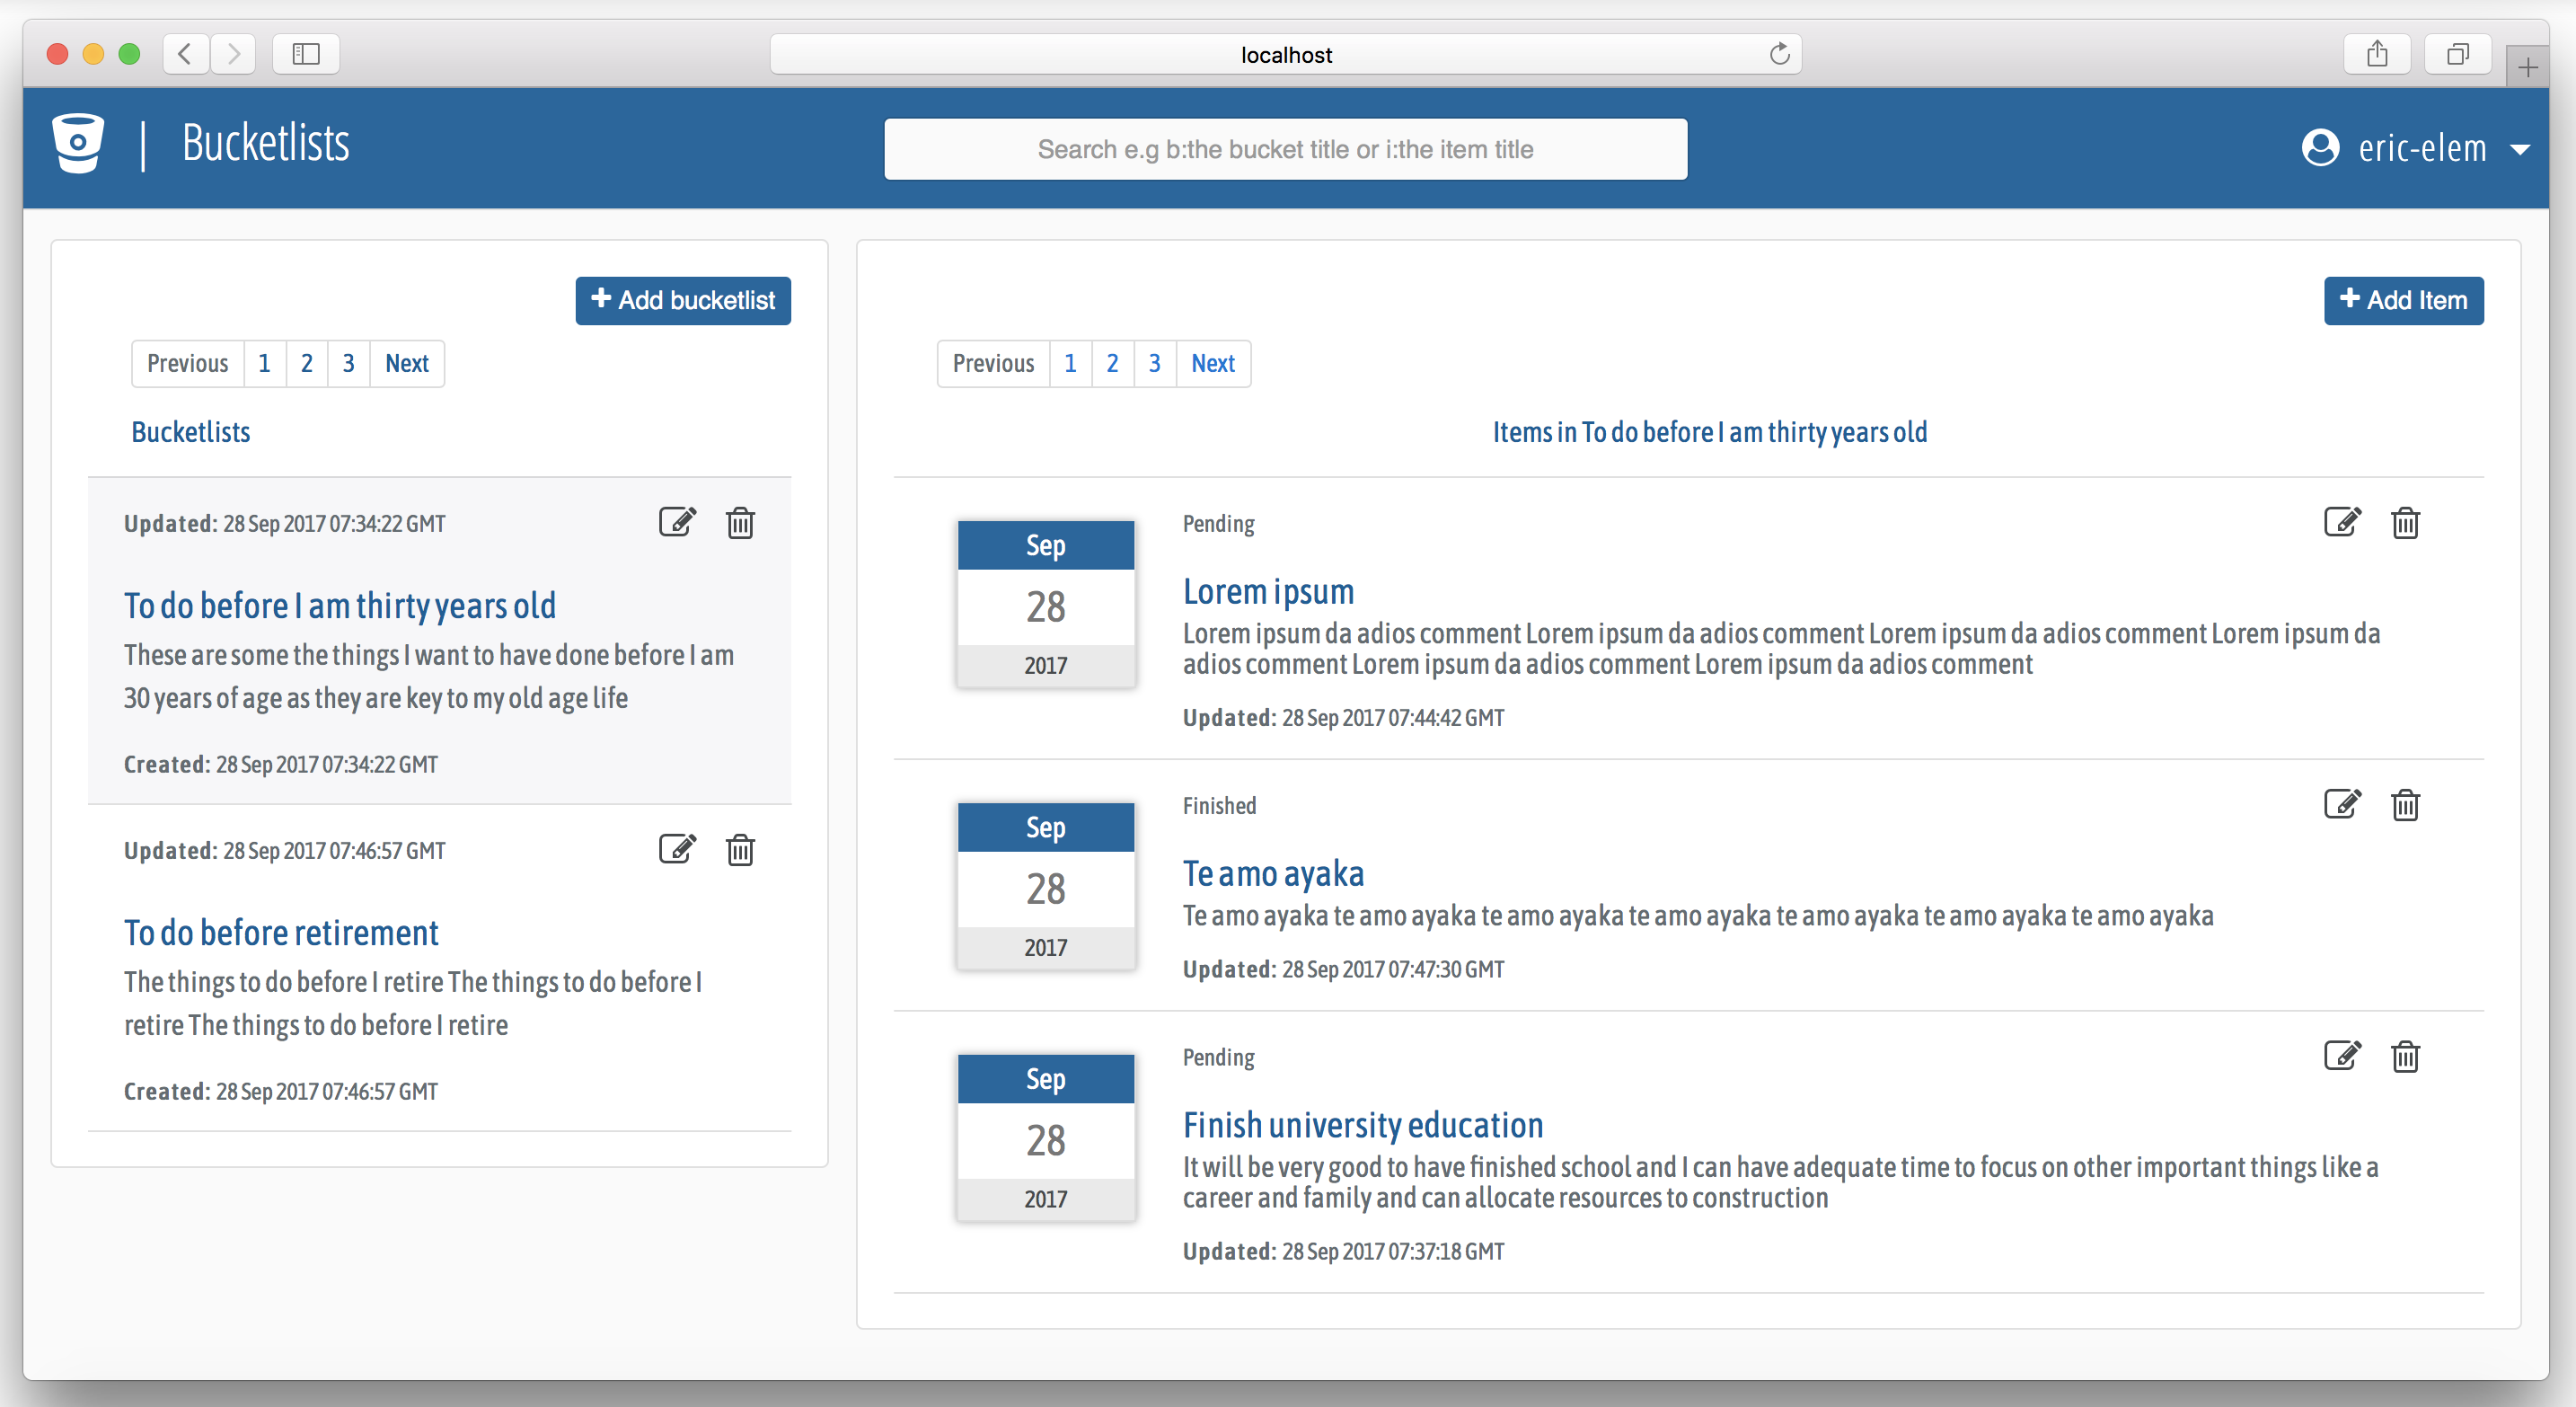 localhost
Bucketlists
Search e.g b:the bucket title or i:the item title
eric-elem
Add bucketlist
Previous 1 2 3 Next
Bucketlists
Updated: 28 Sep 2017 07:34:22 GMT
To do before I am thirty years old
These are some the things I want to have done before I am
30 years of age as they are key to my old age life
Created: 28 Sep 2017 07:34:22 GMT
Updated: 28 Sep 2017 07:46:57 GMT
To do before retirement
The things to do before I retire The things to do before I
retire The things to do before I retire
Created: 28 Sep 2017 07:46:57 GMT
Add Item
Previous 1 2 3 Next
Items in To do before I am thirty years old
Sep
28
2017
Pending
Lorem ipsum
Lorem ipsum da adios comment Lorem ipsum da adios comment Lorem ipsum da adios comment Lorem ipsum da
adios comment Lorem ipsum da adios comment Lorem ipsum da adios comment
Updated: 28 Sep 2017 07:44:42 GMT
Sep
28
2017
Finished
Te amo ayaka
Te amo ayaka te amo ayaka te amo ayaka te amo ayaka te amo ayaka te amo ayaka te amo ayaka
Updated: 28 Sep 2017 07:47:30 GMT
Sep
28
2017
Pending
Finish university education
It will be very good to have finished school and I can have adequate time to focus on other important things like a
career and family and can allocate resources to construction
Updated: 28 Sep 2017 07:37:18 GMT